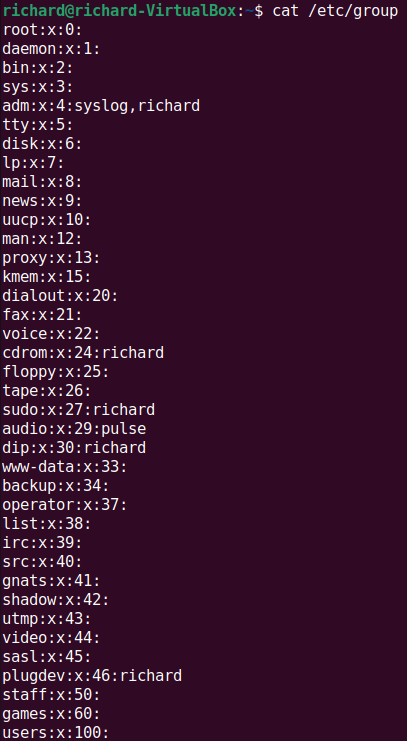 richard@richard-VirtualBox:~$ cat /etc/group
root:x:0:
daemon:x:1:
bin:x:2:
sys:x:3:
adm:x:4:syslog,richard
tty:x:5:
disk:x:6:
lp:x:7:
mail:x:8:
news:x:9:
uucp:x:10:
man:x:12:
proxy:x:13:
kmem:x:15:
dialout:x:20:
fax:x:21:
voice:x:22:
cdrom:x:24:richard
floppy:x:25:
tape:x:26:
sudo:x:27:richard
audio:x:29:pulse
dip:x:30:richard
www-data:x:33:
backup:x:34:
operator:x:37:
list:x:38:
irc:x:39:
src:x:40:
gnats:x:41:
shadow:x:42:
utmp:x:43:
video:x:44:
sasl:x:45:
plugdev:x:46:richard
staff:x:50:
games:x:60:
users:x:100: